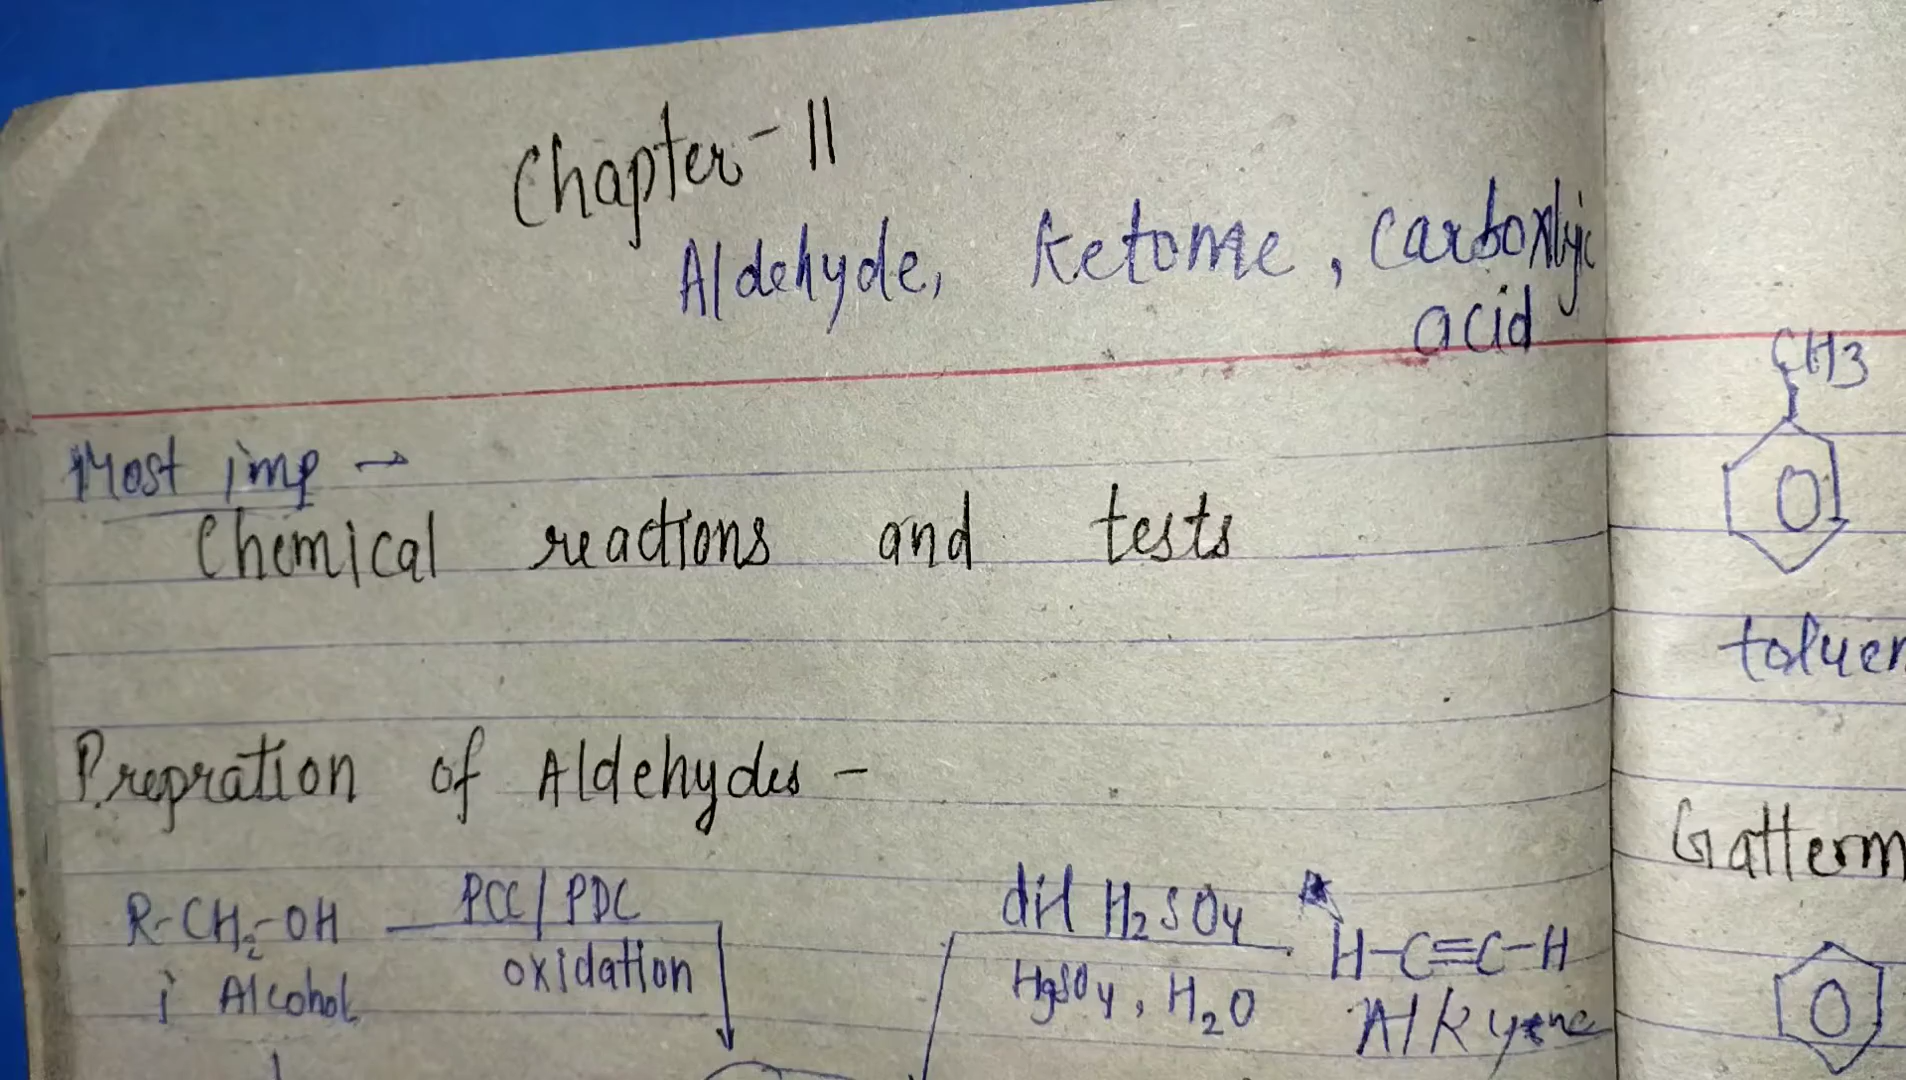 Chapter - 11
Aldehyde, Ketone, Carboxlyic
acid
Most imp →
Chemical reactions and tests
Prepration of Aldehydes -
R-CH₂-OH PCC/PDC
oxidation
1° Alcohol
dil H₂SO₄
HgSO₄, H₂O
H-C≡C-H
Alkyne
CH3
toluen
Gatterm